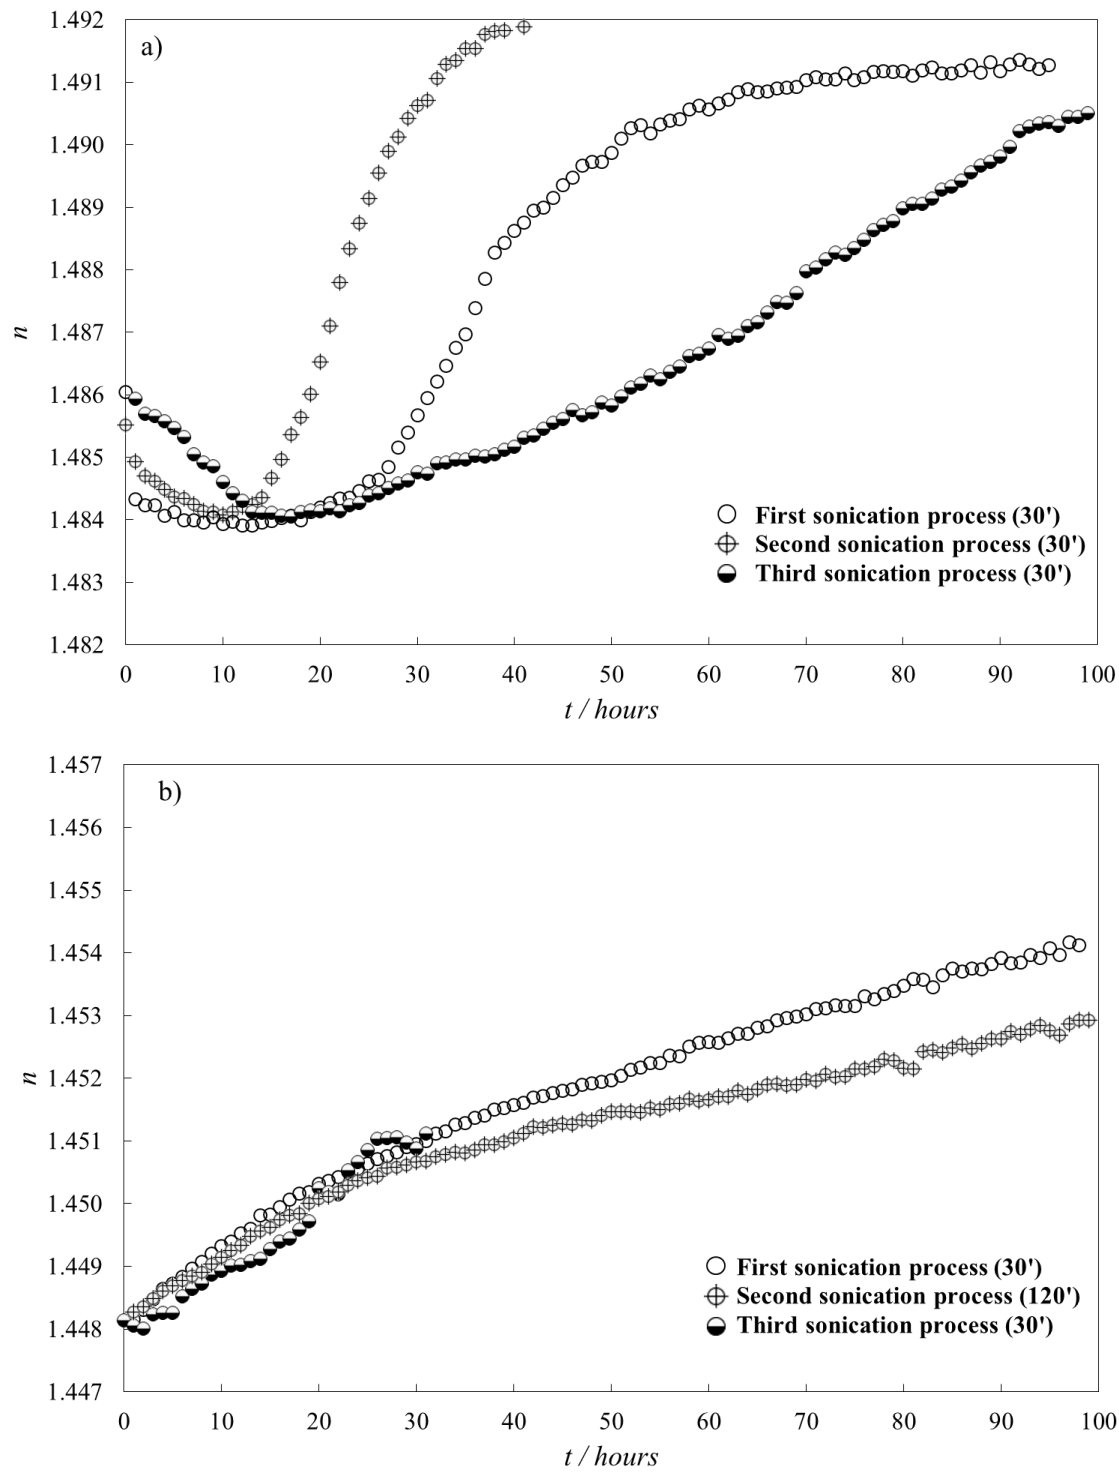 a)
1.492
1.491
1.490
1.489
1.488
1.487
1.486
1.485
1.484
1.483
1.482
n
First sonication process (30')
Second sonication process (30')
Third sonication process (30')
0 10 20 30 40 50 60 70 80 90 100
t / hours
b)
1.457
1.456
1.455
1.454
1.453
1.452
1.451
1.450
1.449
1.448
1.447
n
First sonication process (30')
Second sonication process (120')
Third sonication process (30')
0 10 20 30 40 50 60 70 80 90 100
t / hours